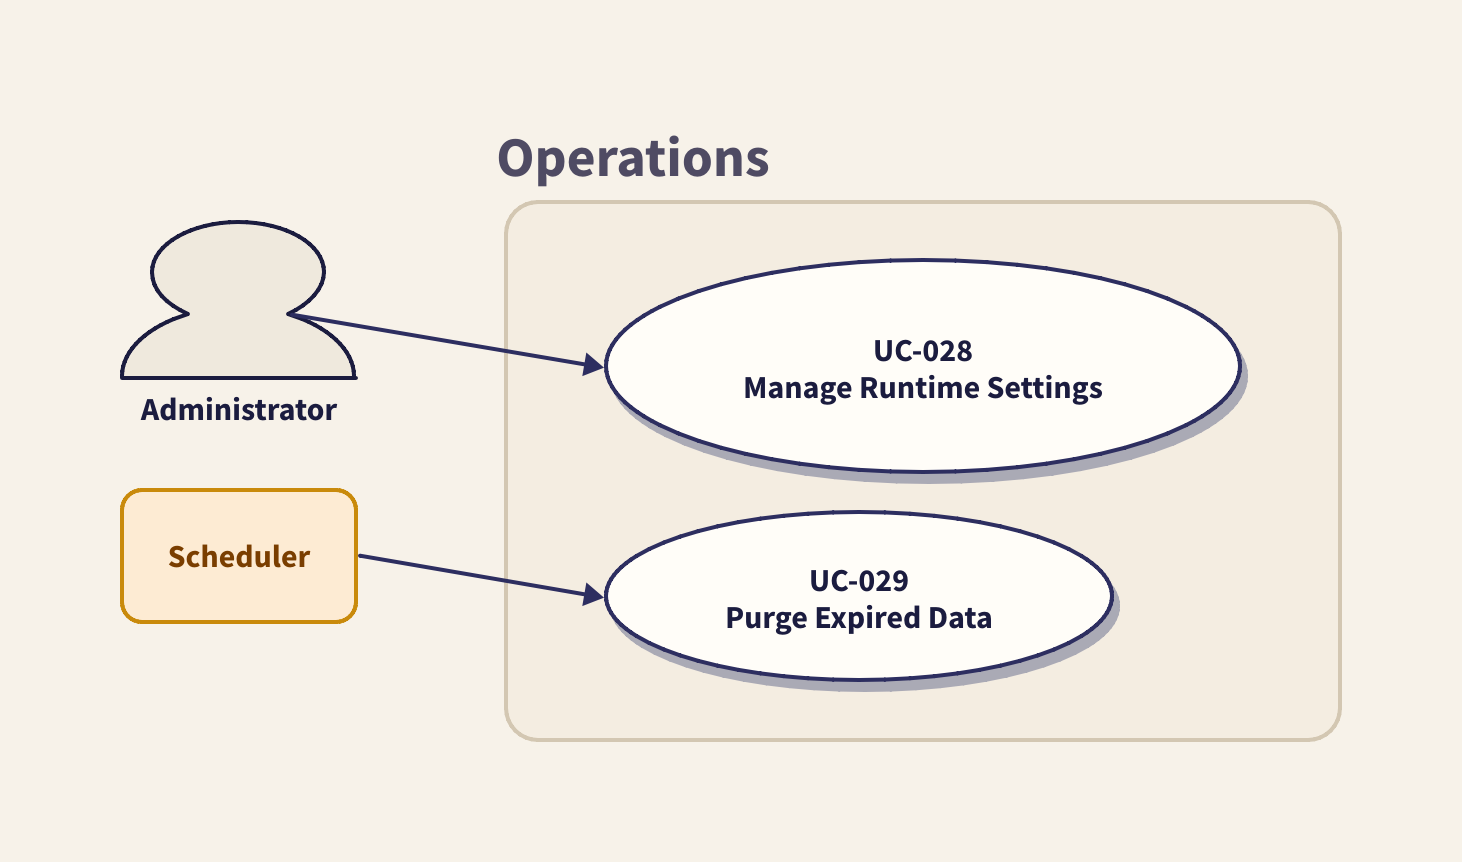 Operations
Administrator
UC-028
Manage Runtime Settings
Scheduler
UC-029
Purge Expired Data